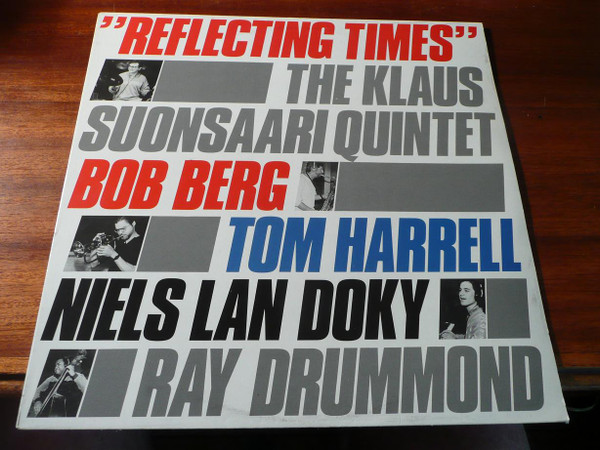 ”REFLECTING TIMES”
THE KLAUS
SUONSAARI QUINTET
BOB BERG
TOM HARRELL
NIELS LAN DOKY
RAY DRUMMOND